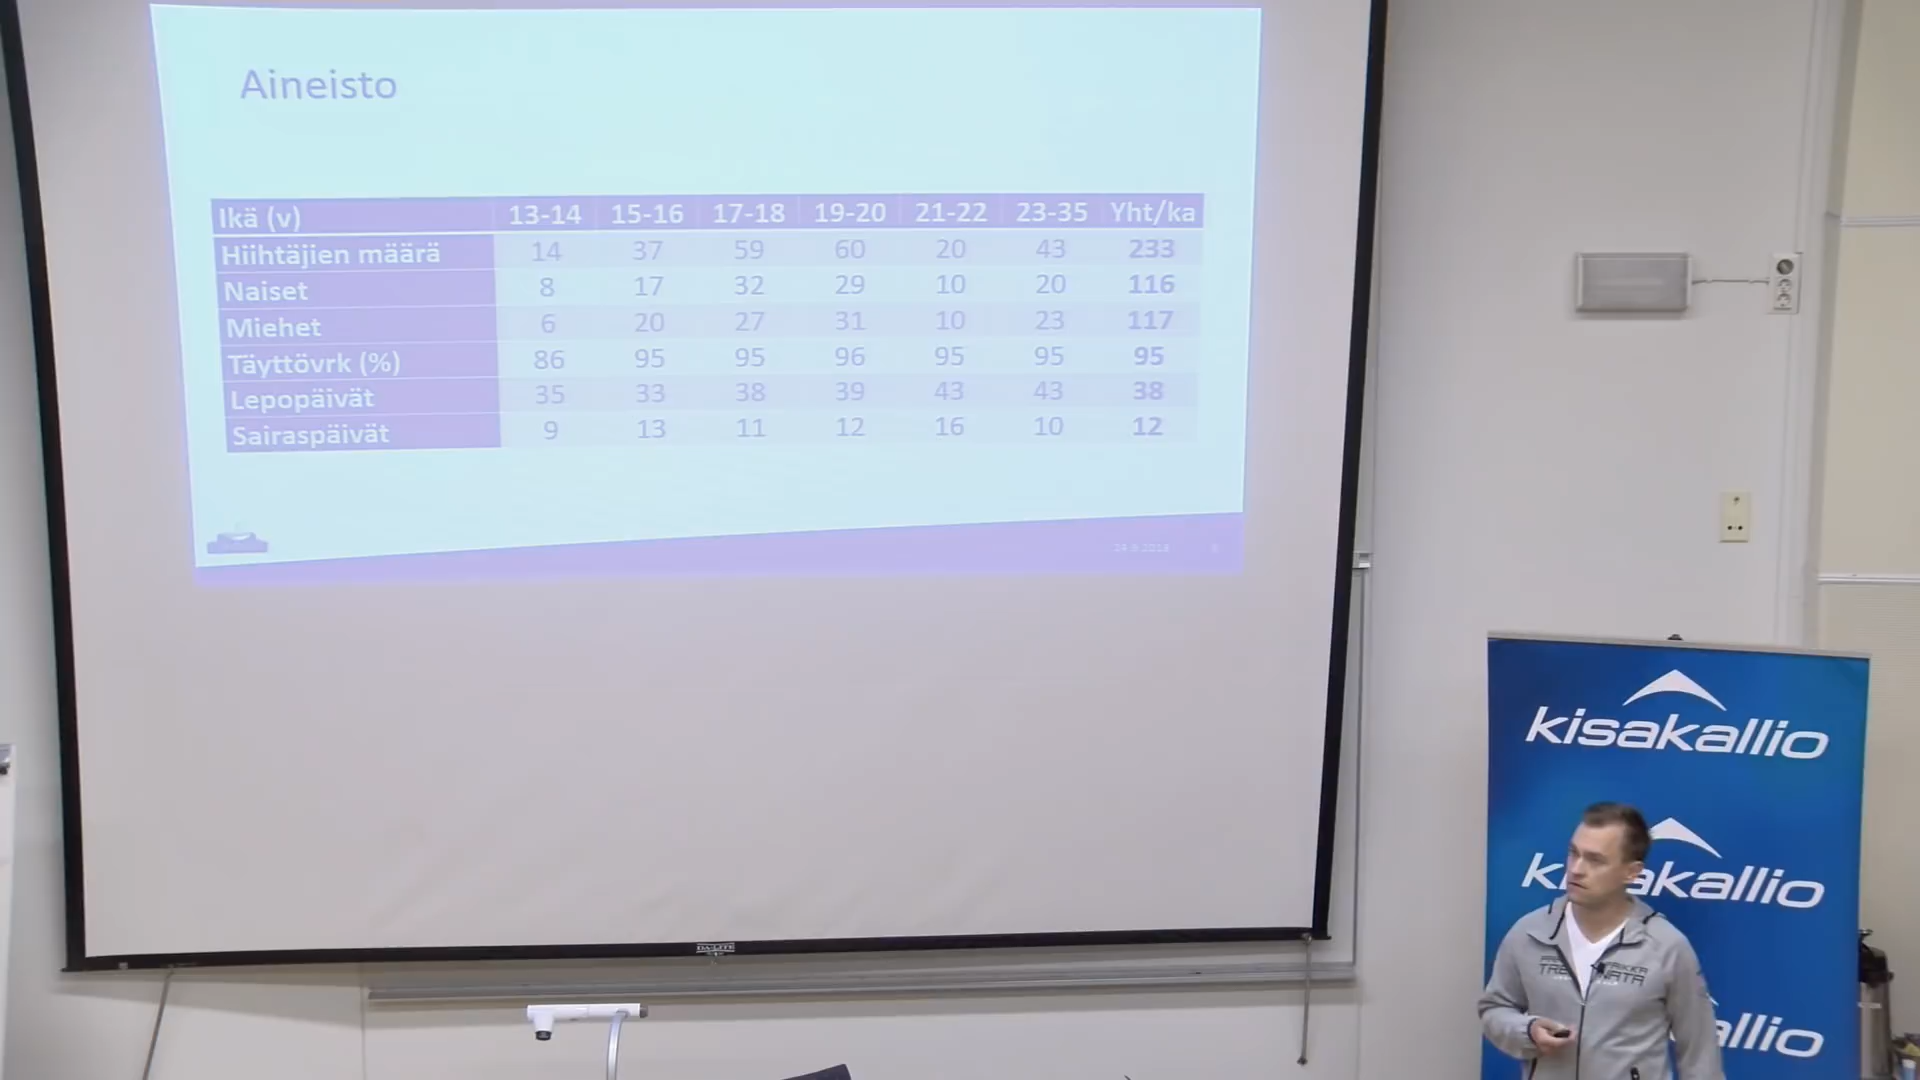 Aineisto
Ikä (v) 13-14 15-16 17-18 19-20 21-22 23-35 Yht/ka
Hiihtäjien määrä 14 37 59 60 20 43 233
Naiset 8 17 32 29 10 20 116
Miehet 6 20 27 31 10 23 117
Täyttövrk (%) 86 95 95 96 95 95 95
Lepopäivät 35 33 38 39 43 43 38
Sairaspäivät 9 13 11 12 16 10 12
DA-LITE
kisakallio
kisakallio
allio